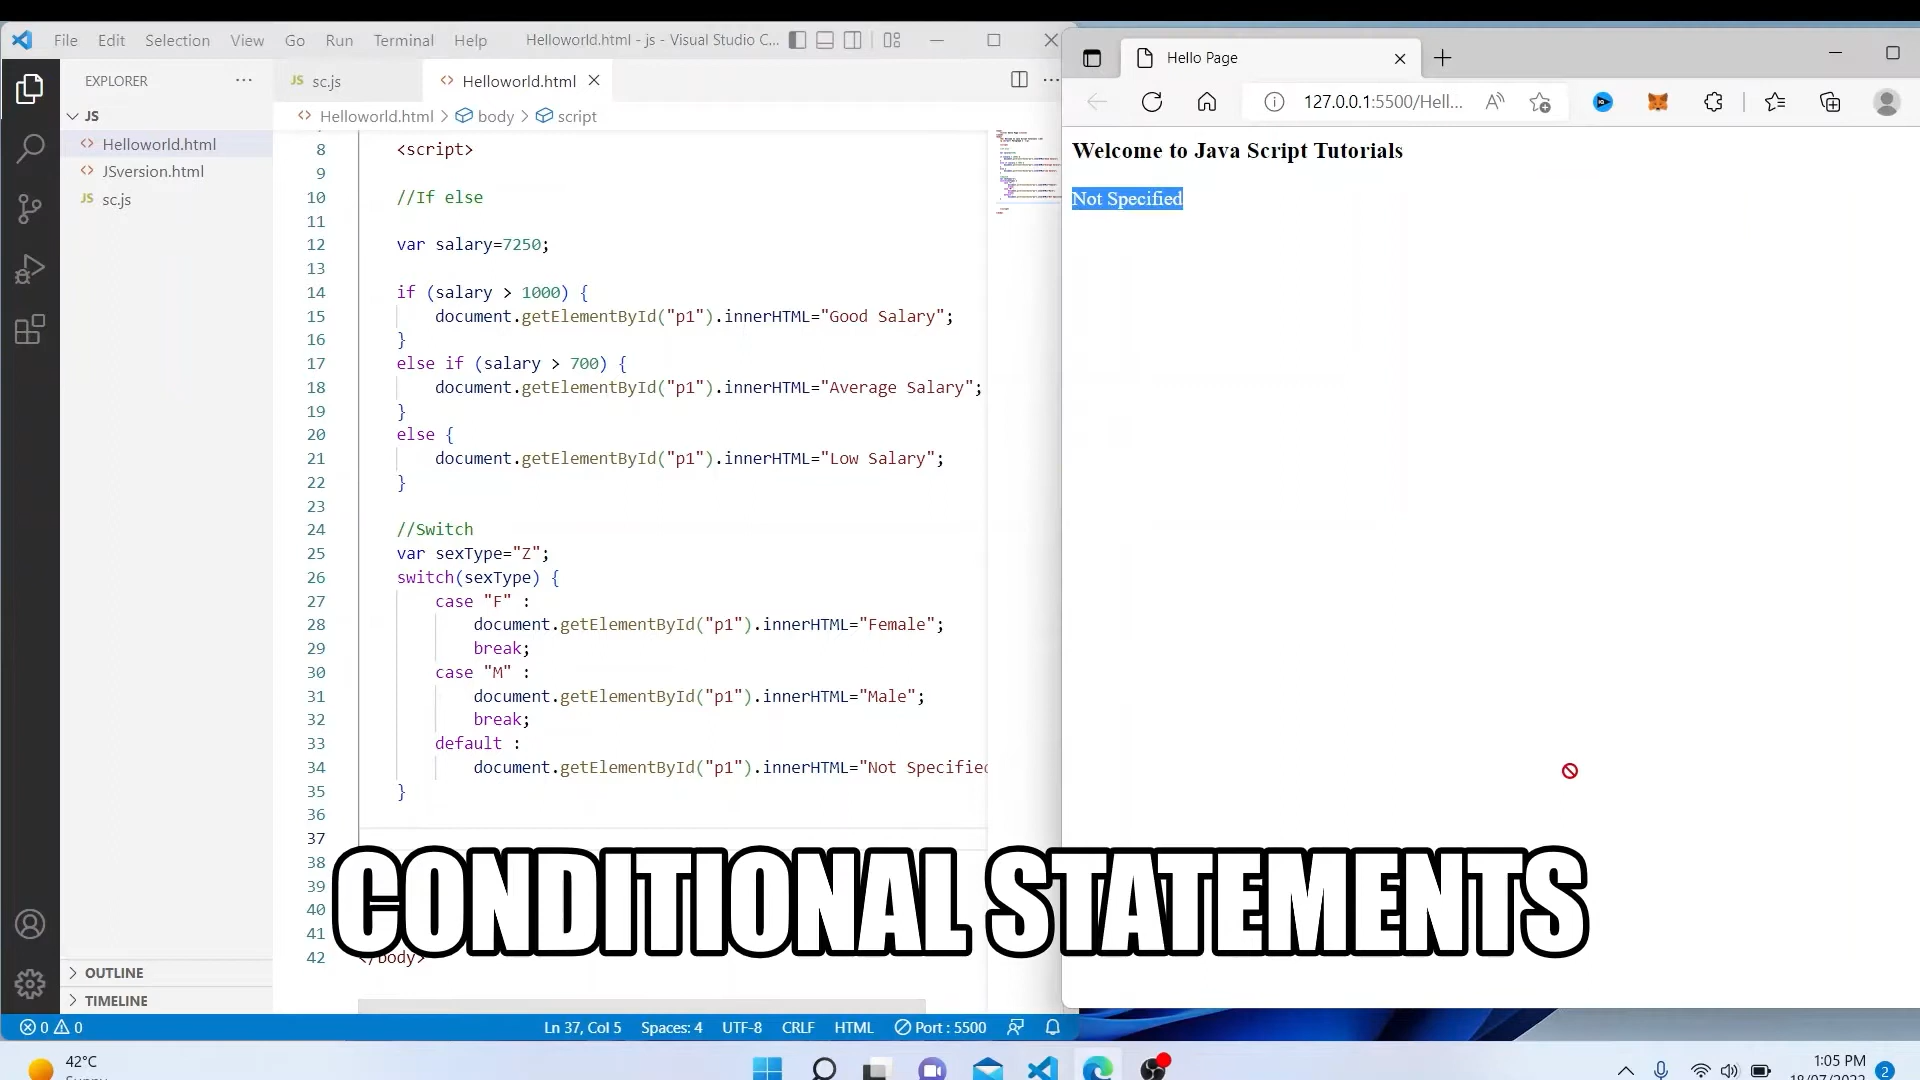 File Edit Selection View Go Run Terminal Help Helloworld.html - js - Visual Studio C...
Hello Page
EXPLORER
JS sc.js
Helloworld.html
127.0.0.1:5500/Hell...
JS
Helloworld.html > body > script
Helloworld.html
JSversion.html
JS sc.js
8 <script>
9
10 //If else
11
12 var salary=7250;
13
14 if (salary > 1000) {
15 document.getElementById("p1").innerHTML="Good Salary";
16 }
17 else if (salary > 700) {
18 document.getElementById("p1").innerHTML="Average Salary";
19 }
20 else {
21 document.getElementById("p1").innerHTML="Low Salary";
22 }
23
24 //Switch
25 var sexType="Z";
26 switch(sexType) {
27 case "F" :
28 document.getElementById("p1").innerHTML="Female";
29 break;
30 case "M" :
31 document.getElementById("p1").innerHTML="Male";
32 break;
33 default :
34 document.getElementById("p1").innerHTML="Not Specified
35 }
36
37
38
39
40
41
42 </body>
Welcome to Java Script Tutorials
Not Specified
CONDITIONAL STATEMENTS
OUTLINE
TIMELINE
0 0
Ln 37, Col 5 Spaces: 4 UTF-8 CRLF HTML Port : 5500
42°C
1:05 PM
2